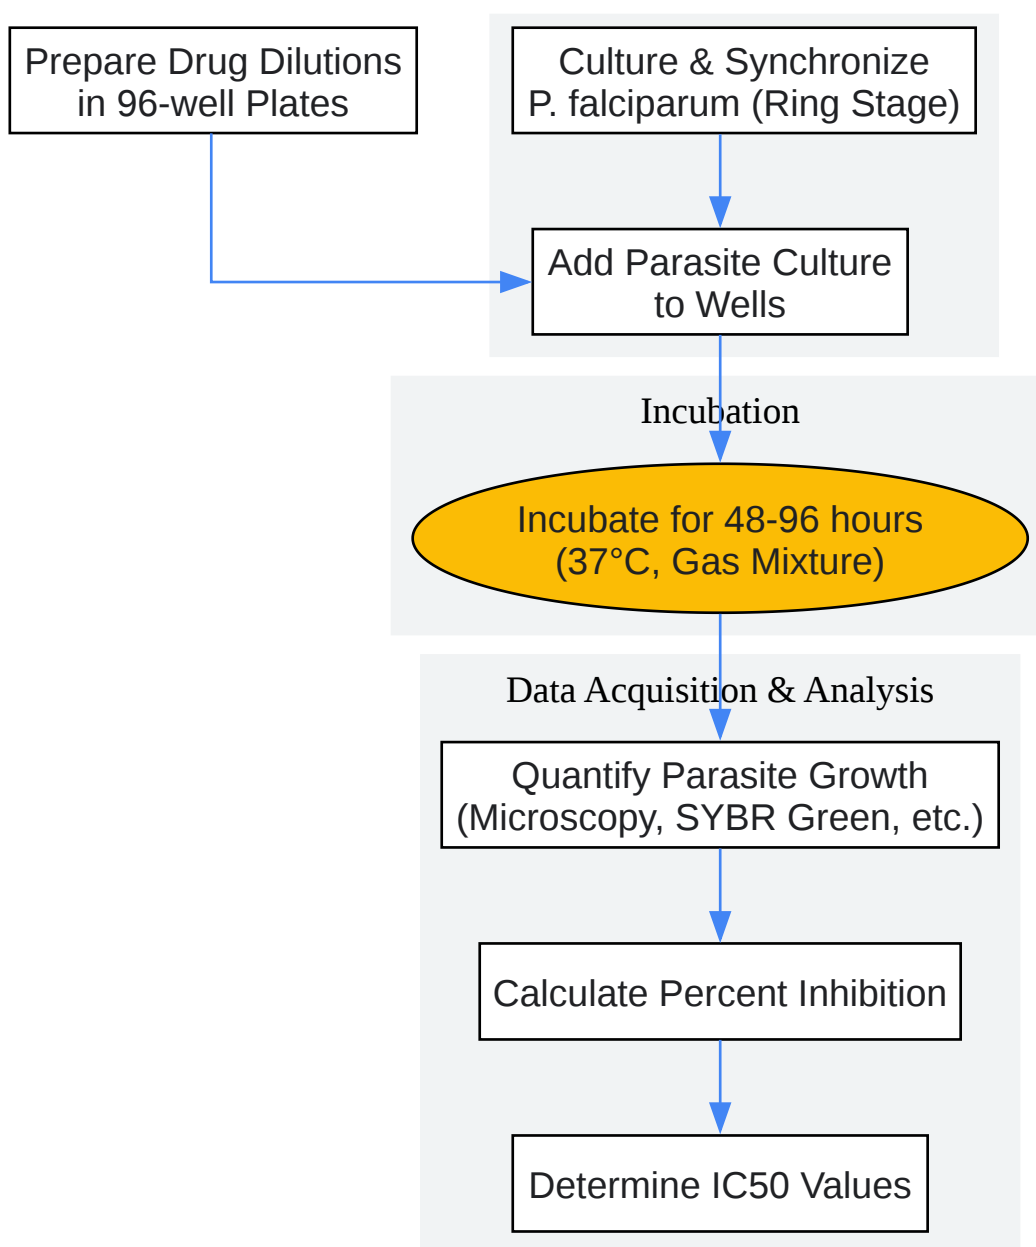 Prepare Drug Dilutions
in 96-well Plates
Culture & Synchronize
P. falciparum (Ring Stage)
Add Parasite Culture
to Wells
Incubation
Incubate for 48-96 hours
(37°C, Gas Mixture)
Data Acquisition & Analysis
Quantify Parasite Growth
(Microscopy, SYBR Green, etc.)
Calculate Percent Inhibition
Determine IC50 Values